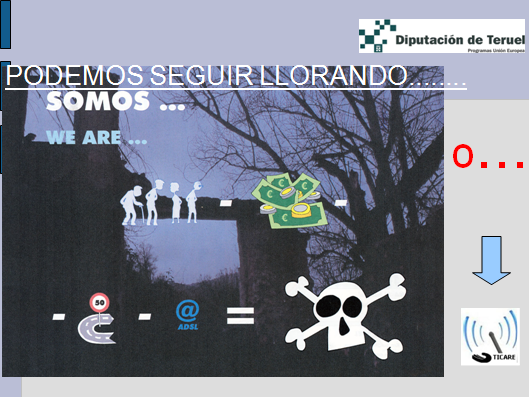 Diputación de Teruel
Programas Unión Europea
PODEMOS SEGUIR LLORANDO........
SOMOS ...
WE ARE ...
o...
- € € € -
- 50 - @ =
ADSL
TICARE